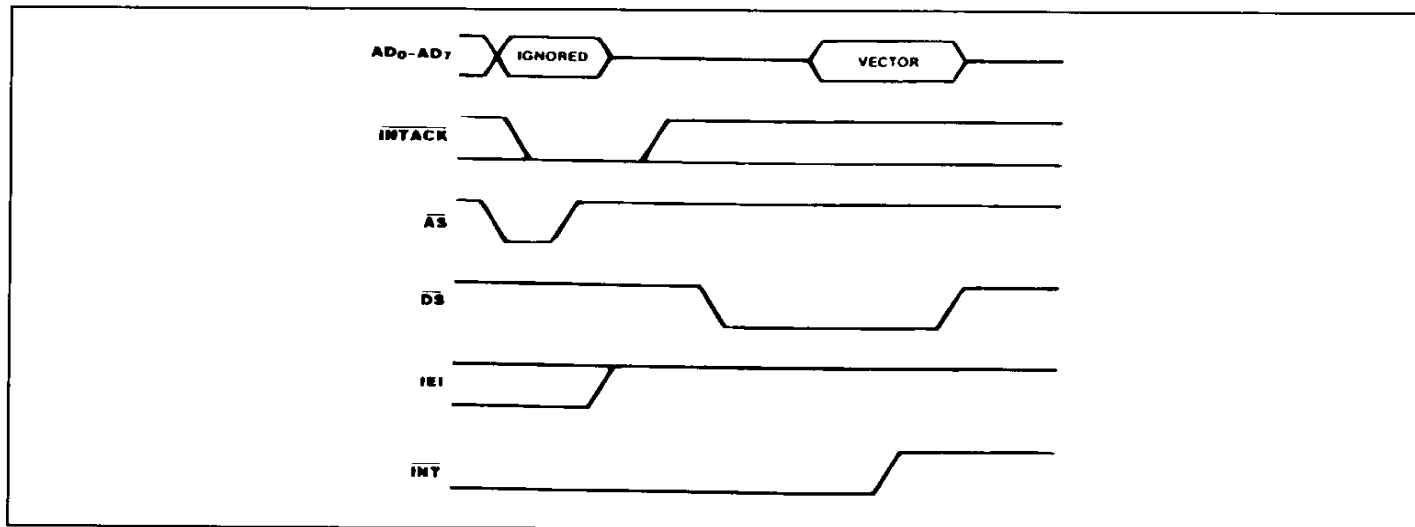 AD0-AD7 IGNORED VECTOR
INTACK
AS
DS
IEI
INT